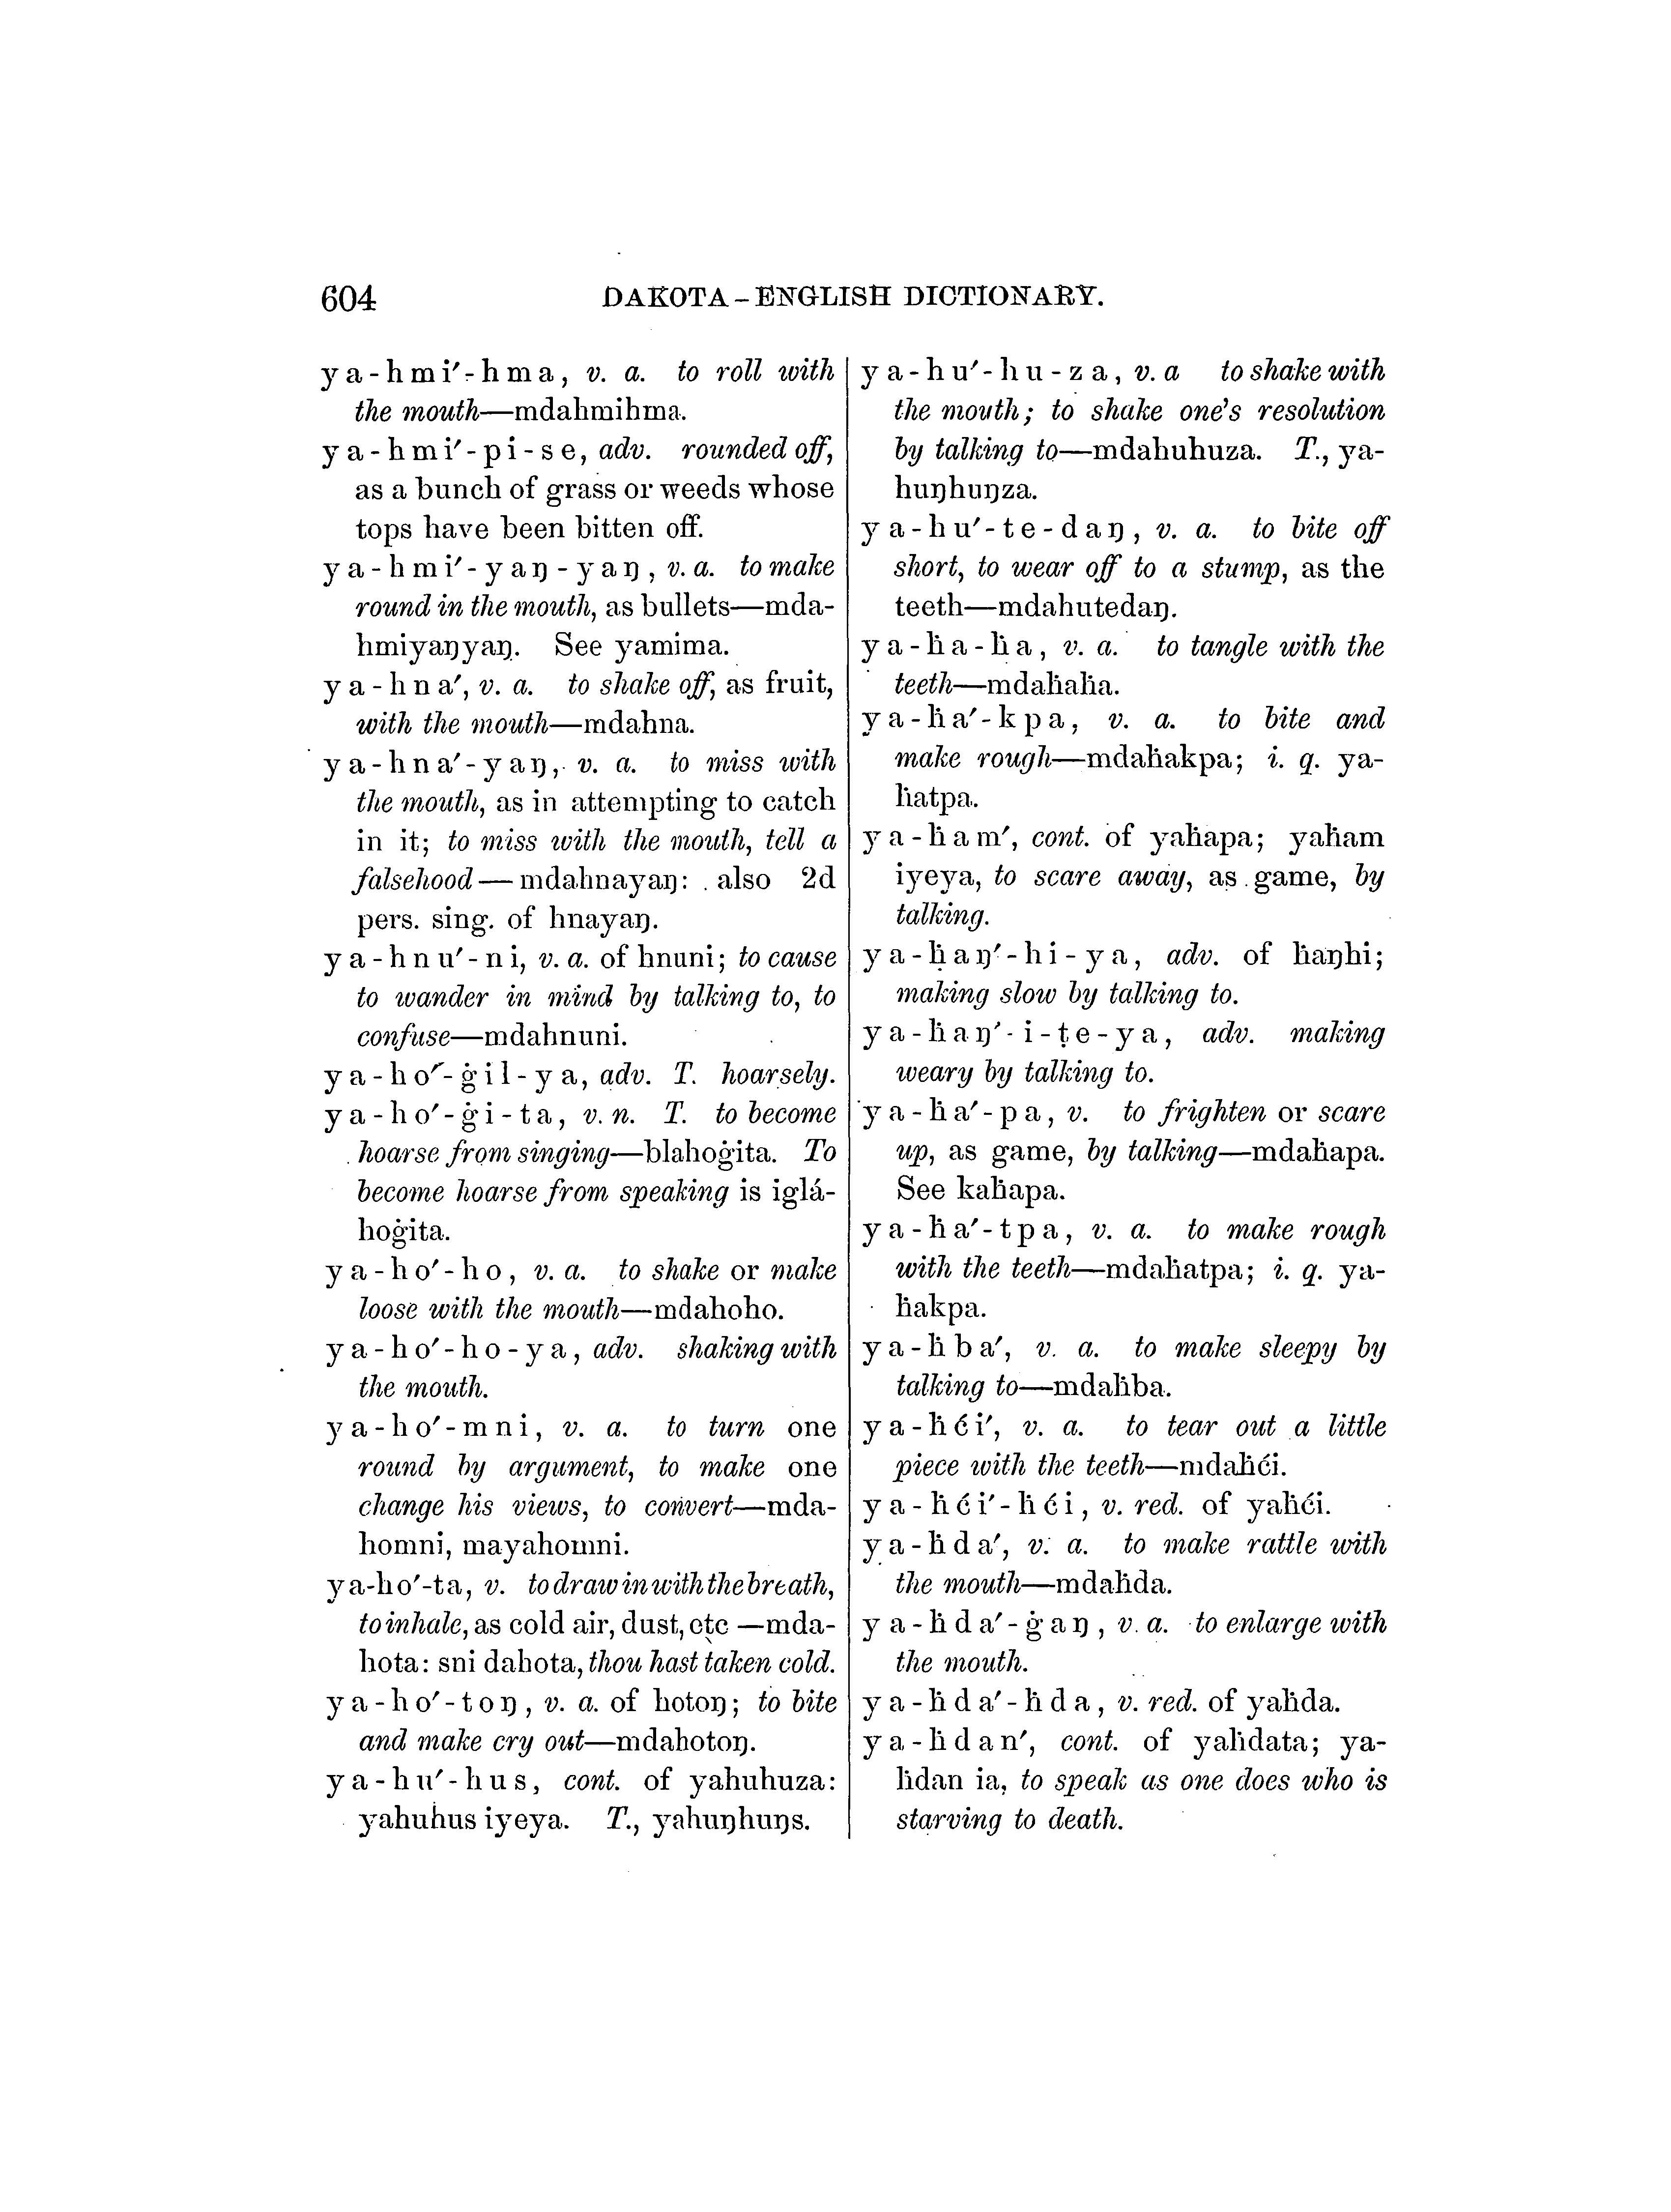 604 DAKOTA-ENGLISH DICTIONARY.
ya-hmi′-hma, v. a. to roll with
the mouth—mdahmihma.
ya-hmi′-pi-se, adv. rounded off,
as a bunch of grass or weeds whose
tops have been bitten off.
ya-hmi′-yaŋ-yaŋ, v. a. to make
round in the mouth, as bullets—mda-
hmiyaŋyaŋ. See yamima.
ya-hna′, v. a. to shake off, as fruit,
with the mouth—mdahna.
ya-hna′-yaŋ, v. a. to miss with
the mouth, as in attempting to catch
in it; to miss with the mouth, tell a
falsehood—mdahnayaŋ: also 2d
pers. sing. of hnayaŋ.
ya-hnu′-ni, v. a. of hnuni; to cause
to wander in mind by talking to, to
confuse—mdahnuni.
ya-ho′-ġil-ya, adv. T. hoarsely.
ya-ho′-ġi-ta, v. n. T. to become
hoarse from singing—blahoġita. To
become hoarse from speaking is iglá-
hoġita.
ya-ho′-ho, v. a. to shake or make
loose with the mouth—mdahoho.
ya-ho′-ho-ya, adv. shaking with
the mouth.
ya-ho′-mni, v. a. to turn one
round by argument, to make one
change his views, to convert—mda-
homni, mayahomni.
ya-ho′-ta, v. to draw in with the breath,
to inhale, as cold air, dust, etc —mda-
hota: sni dahota, thou hast taken cold.
ya-ho′-toŋ, v. a. of hotoŋ; to bite
and make cry out—mdahotoŋ.
ya-hu′-hus, cont. of yahuhuza:
yahuhus iyeya. T., yahuŋhuŋs.
ya-hu′-hu-za, v. a to shake with
the mouth; to shake one's resolution
by talking to—mdahuhuza. T., ya-
huŋhuŋza.
ya-hu′-te-daŋ, v. a. to bite off
short, to wear off to a stump, as the
teeth—mdahutedaŋ.
ya-ḣa-ḣa, v. a. to tangle with the
teeth—mdaḣaḣa.
ya-ḣa′-kpa, v. a. to bite and
make rough—mdaḣakpa; i. q. ya-
ḣatpa.
ya-ḣam′, cont. of yaḣapa; yaḣam
iyeya, to scare away, as game, by
talking.
ya-ḣaŋ′-hi-ya, adv. of ḣaŋhi;
making slow by talking to.
ya-ḣaŋ′-i-ṭe-ya, adv. making
weary by talking to.
ya-ḣa′-pa, v. to frighten or scare
up, as game, by talking—mdaḣapa.
See kaḣapa.
ya-ḣa′-tpa, v. a. to make rough
with the teeth—mdaḣatpa; i. q. ya-
ḣakpa.
ya-ḣba′, v. a. to make sleepy by
talking to—mdaḣba.
ya-ḣći′, v. a. to tear out a little
piece with the teeth—mdaḣći.
ya-ḣći′-ḣći, v. red. of yaḣći.
ya-ḣda′, v. a. to make rattle with
the mouth—mdaḣda.
ya-ḣda′-ġaŋ, v. a. to enlarge with
the mouth.
ya-ḣda′-ḣda, v. red. of yaḣda.
ya-ḣdan′, cont. of yaḣdata; ya-
ḣdan ia, to speak as one does who is
starving to death.